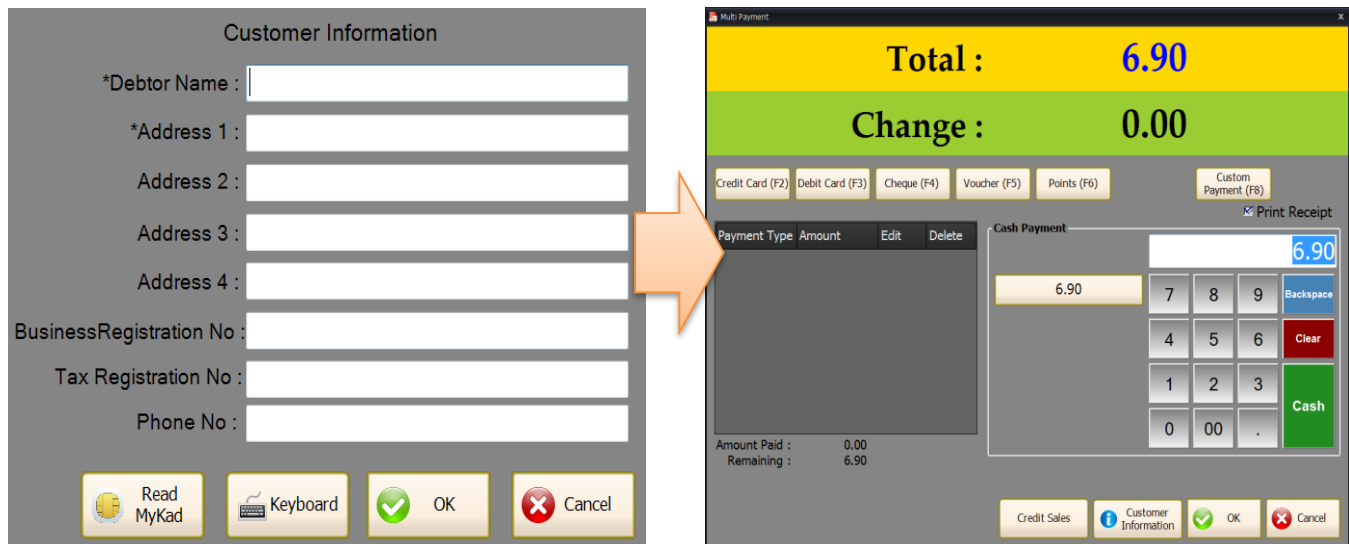 Customer Information
*Debtor Name :
*Address 1 :
Address 2 :
Address 3 :
Address 4 :
BusinessRegistration No :
Tax Registration No :
Phone No :
Read
MyKad
Keyboard
OK
Cancel
Multi Payment
x
Total : 6.90
Change : 0.00
Credit Card (F2) Debit Card (F3) Cheque (F4) Voucher (F5) Points (F6) Custom
Payment (F8)
Print Receipt
Payment Type Amount Edit Delete
Cash Payment
6.90
6.90
7 8 9 Backspace
4 5 6 Clear
1 2 3
Cash
0 00 .
Amount Paid : 0.00
Remaining : 6.90
Credit Sales
Customer
Information
OK
Cancel